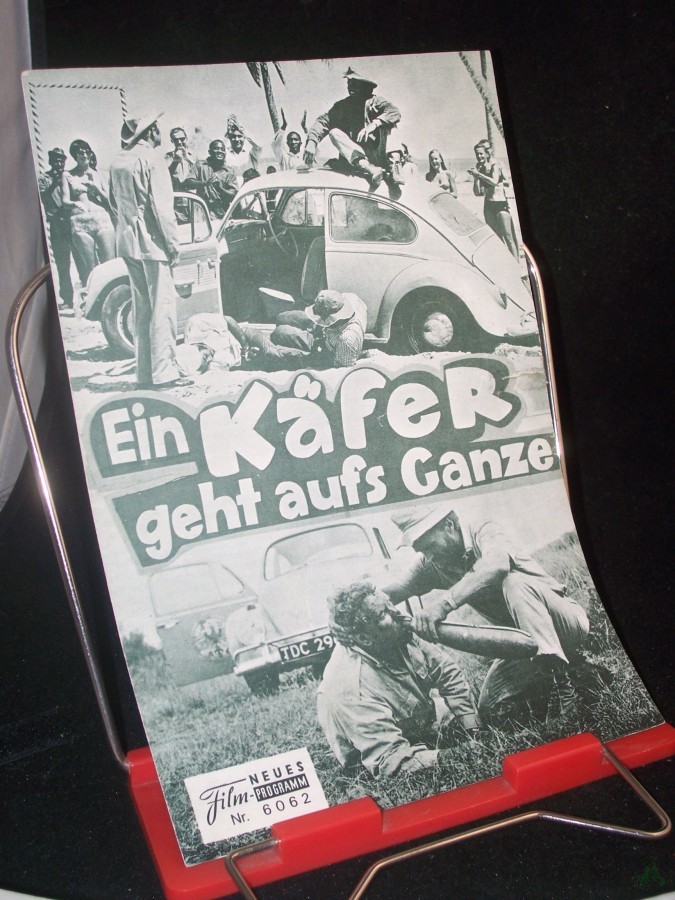 Ein KäfeR
geht aufs Ganze
TDC 29
NEUES
Film-PROGRAMM
Nr. 6062